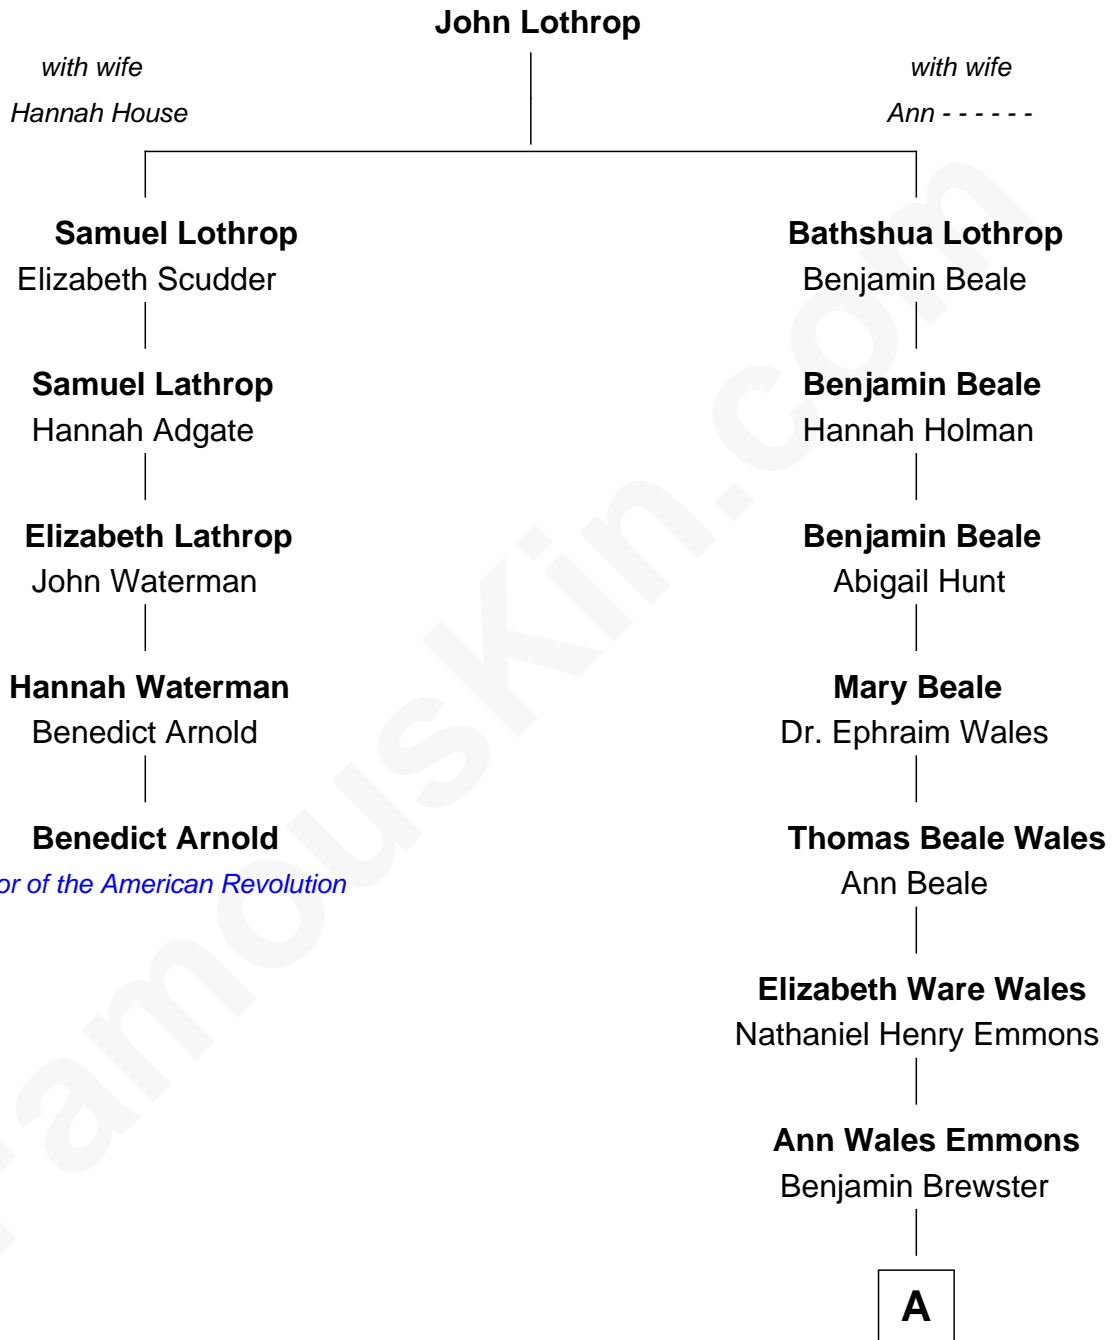 John Lothrop
with wife
Hannah House
with wife
Ann - - - - - -
Samuel Lothrop
Elizabeth Scudder
Bathshua Lothrop
Benjamin Beale
Samuel Lathrop
Hannah Adgate
Benjamin Beale
Hannah Holman
Elizabeth Lathrop
John Waterman
Benjamin Beale
Abigail Hunt
Hannah Waterman
Benedict Arnold
Mary Beale
Dr. Ephraim Wales
Benedict Arnold
or of the American Revolution
Thomas Beale Wales
Ann Beale
Elizabeth Ware Wales
Nathaniel Henry Emmons
Ann Wales Emmons
Benjamin Brewster
A
FamousKin.com